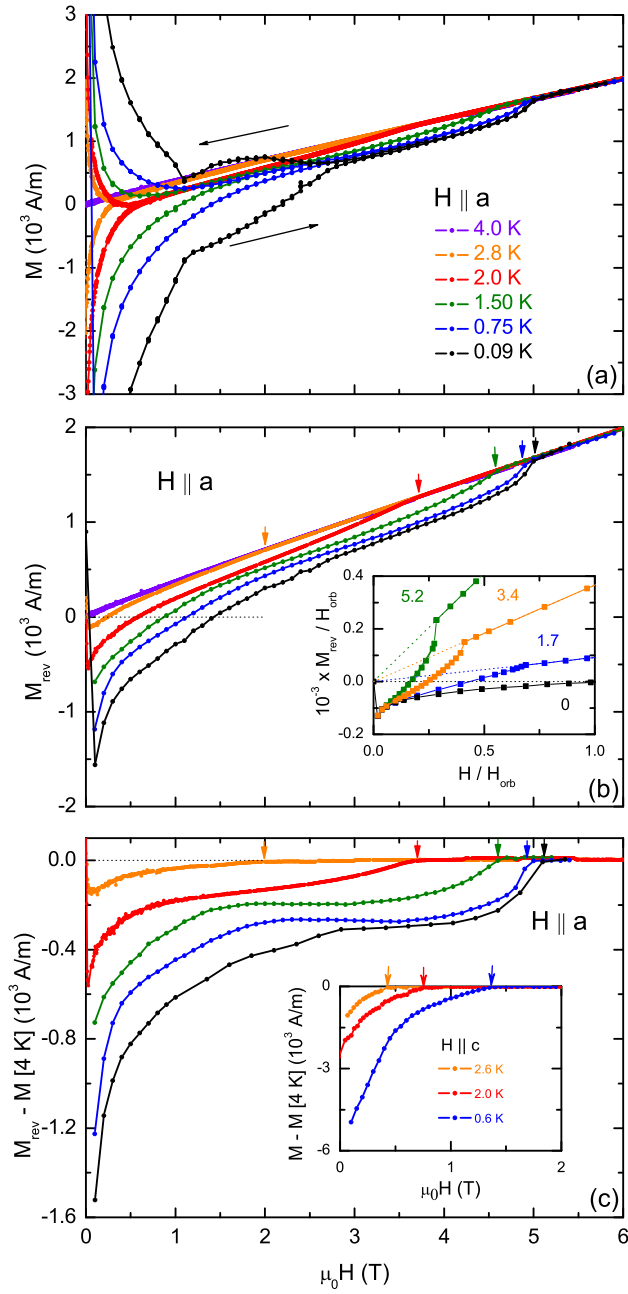 3
2
1
0
-1
-2
-3
M (10³ A/m)
H || a
4.0 K
2.8 K
2.0 K
1.50 K
0.75 K
0.09 K
(a)
2
1
0
-1
-2
M_rev (10³ A/m)
H || a
0.4
0.2
0.0
-0.2
10⁻³ x M_rev / H_orb
5.2
3.4
1.7
0
0.0 0.5 1.0
H / H_orb
(b)
0.0
-0.4
-0.8
-1.2
-1.6
M_rev - M [4 K] (10³ A/m)
H || a
0
-3
-6
M - M [4 K] (10³ A/m)
H || c
2.6 K
2.0 K
0.6 K
0 1 2
μ₀H (T)
(c)
0 1 2 3 4 5 6
μ₀H (T)